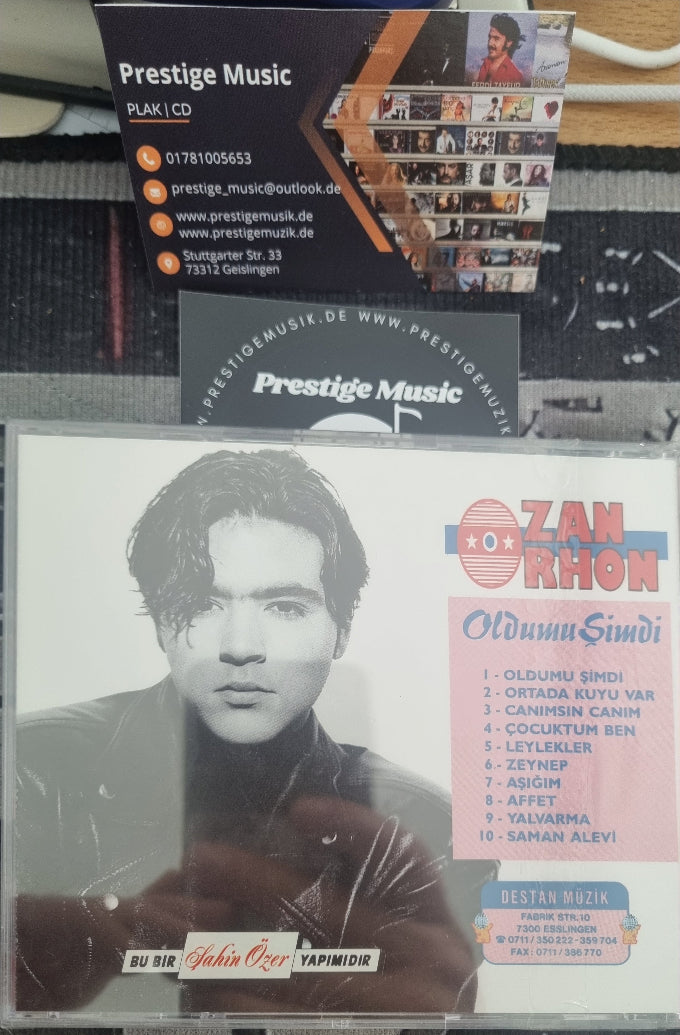 Prestige Music
PLAK | CD
01781005653
prestige_music@outlook.de
www.prestigemusik.de
www.prestigemuzik.de
Stuttgarter Str. 33
73312 Geislingen
FERDİ TAYFUR
.PRESTIGEMUSIK.DE WWW.PRESTIGEMUZIK
Prestige Music
OZAN
ORHON
Oldumu Şimdi
1 - OLDUMU ŞİMDİ
2 - ORTADA KUYU VAR
3 - CANIMSIN CANIM
4 - ÇOCUKTUM BEN
5 - LEYLEKLER
6 - ZEYNEP
7 - AŞIĞIM
8 - AFFET
9 - YALVARMA
10 - SAMAN ALEVİ
DESTAN MÜZİK
FABRIK STR.10
7300 ESSLINGEN
☎ 0711/ 350 222 - 359 704
FAX : 0711/ 386 770
BU BİR Şahin Özer YAPIMIDIR